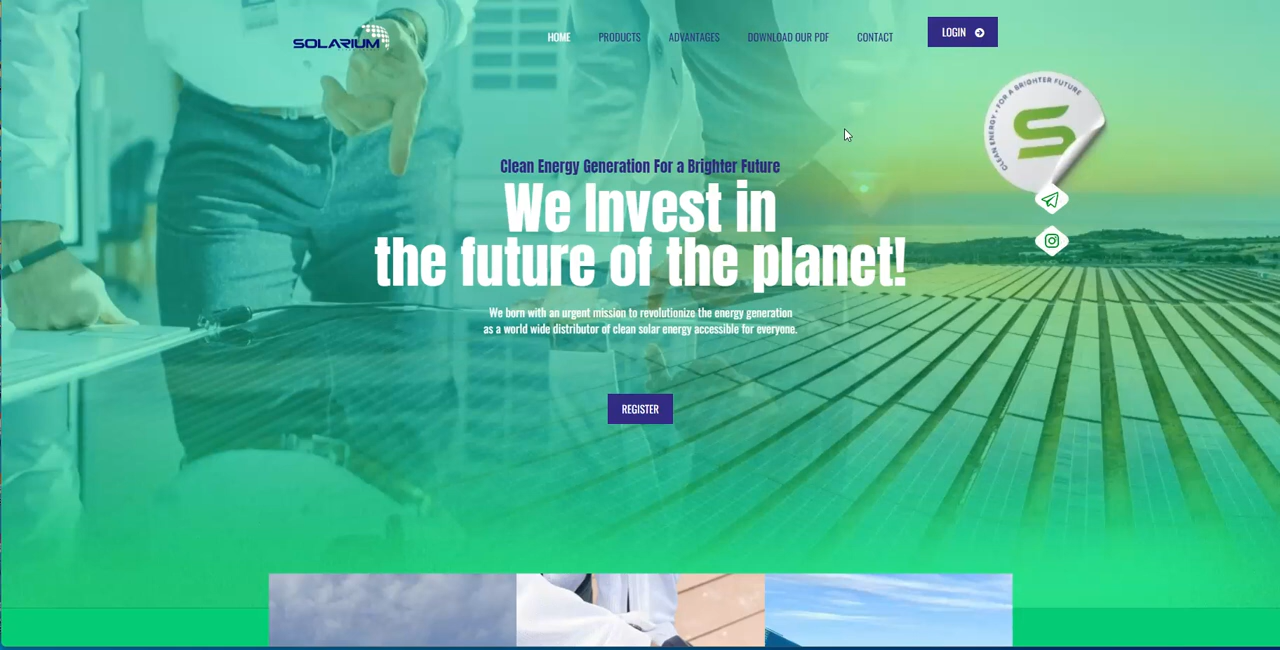 SOLARIUM
HOME
PRODUCTS
ADVANTAGES
DOWNLOAD OUR PDF
CONTACT
LOGIN
CLEAN ENERGY • FOR A BRIGHTER FUTURE
S
Clean Energy Generation For a Brighter Future
We Invest in
the future of the planet!
We born with an urgent mission to revolutionize the energy generation
as a world wide distributor of clean solar energy accessible for everyone.
REGISTER